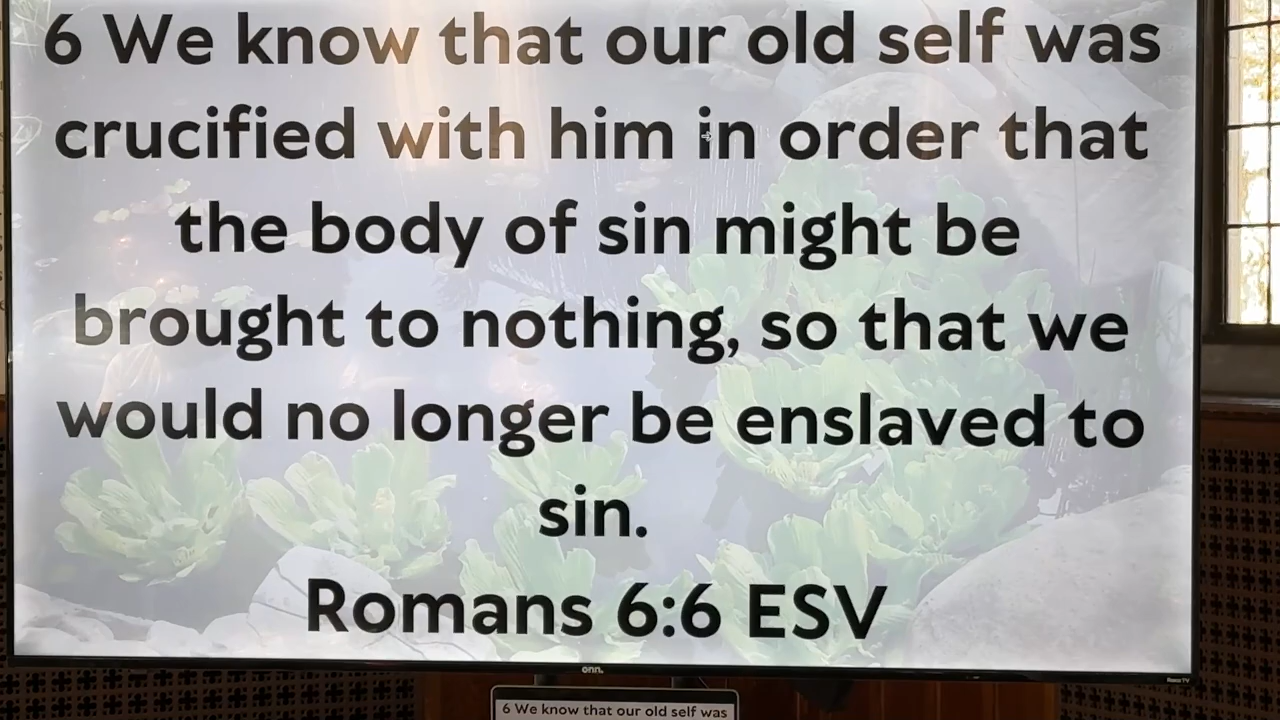 6 We know that our old self was
crucified with him in order that
the body of sin might be
brought to nothing, so that we
would no longer be enslaved to
sin.
Romans 6:6 ESV
onn.
Roku TV
6 We know that our old self was